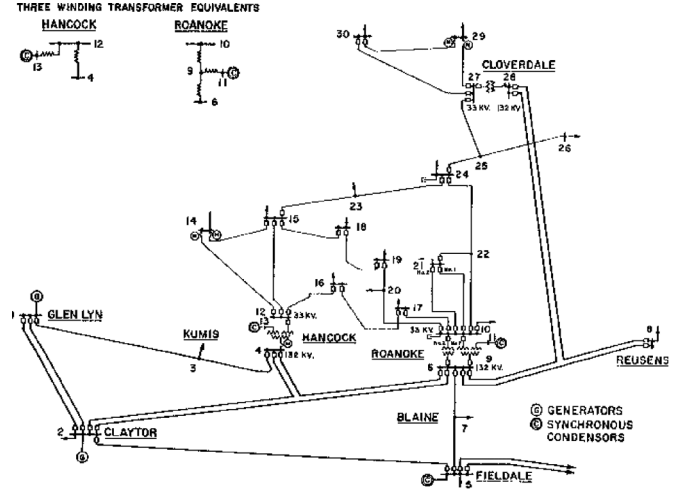 THREE WINDING TRANSFORMER EQUIVALENTS
HANCOCK
ROANOKE
12
C
13
4
10
9
C
11
6
30
29
CLOVERDALE
27
28
33 KV.
132 KV.
26
25
24
23
22
14
15
18
19
21
16
20
17
12
33KV.
13
C
HANCOCK
4
132 KV.
33 KV.
10
11
C
ROANOKE
9
6
132 KV.
8
REUSENS
G
GLEN LYN
KUMIS
3
BLAINE
7
G GENERATORS
C SYNCHRONOUS
CONDENSORS
2
CLAYTOR
G
C
5
FIELDALE